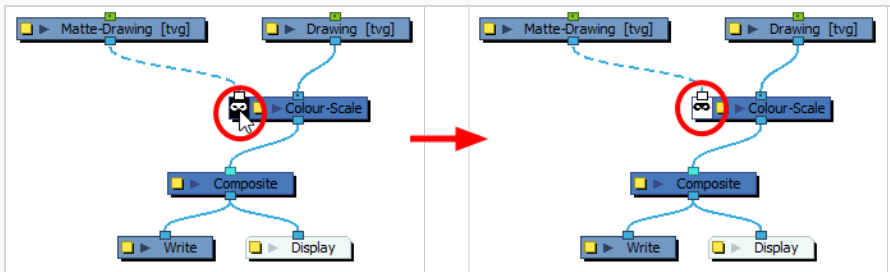 Matte-Drawing [tvg]
Drawing [tvg]
Colour-Scale
Composite
Write
Display
Matte-Drawing [tvg]
Drawing [tvg]
Colour-Scale
Composite
Write
Display